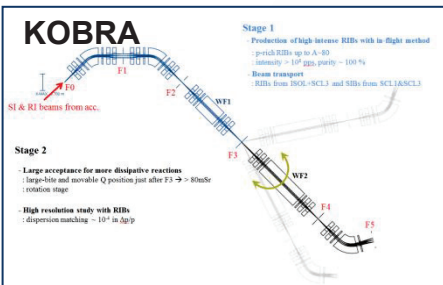 KOBRA
Stage 1
- Production of high-intense RIBs with in flight method
: p-rich RIBs up to A~80
: intensity > 10⁸ pps, purity ~ 100 %
- Beam transport
: RIBs from ISOL+SCL3 and SIBs from SCL1&SCL3
F0
F1
F2
WF1
SI & RI beams from acc.
F3
WF2
F4
F5
Stage 2
- Large acceptance for more dissipative reactions
: large-bite and movable Q position just after F3 → > 80mSr
: rotation stage
- High resolution study with RIBs
: dispersion matching ~ 10⁻⁴ in Δp/p